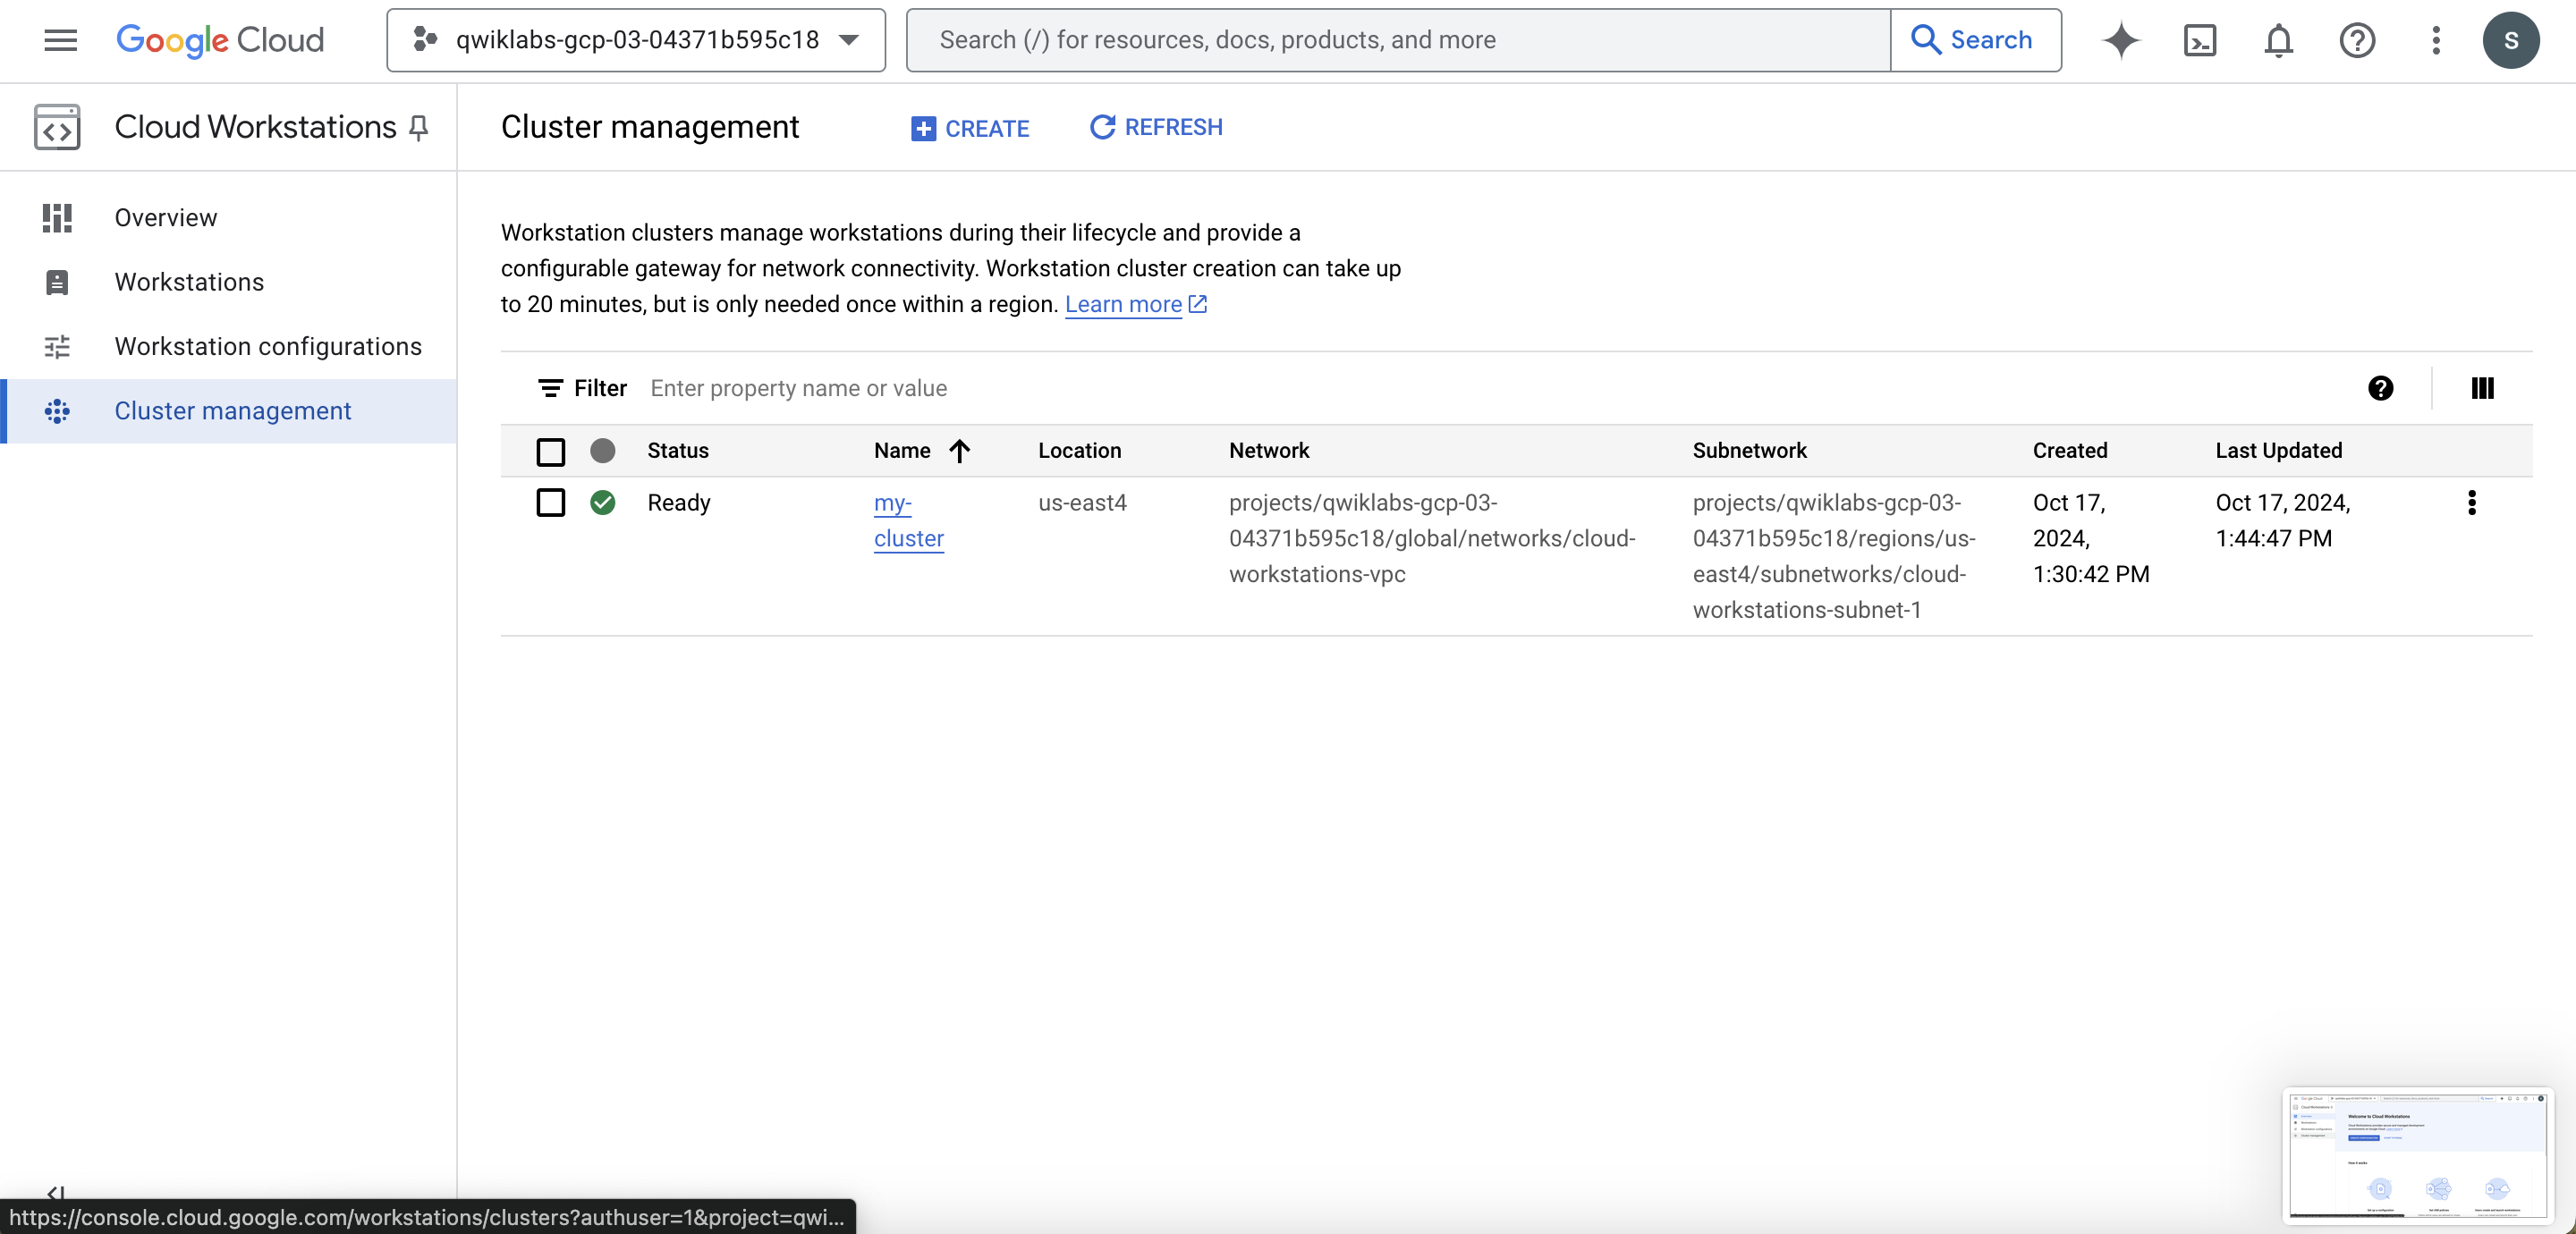 Google Cloud
qwiklabs-gcp-03-04371b595c18
Search (/) for resources, docs, products, and more
Search
S
Cloud Workstations
Cluster management
CREATE
REFRESH
Overview
Workstations
Workstation configurations
Cluster management
Workstation clusters manage workstations during their lifecycle and provide a
configurable gateway for network connectivity. Workstation cluster creation can take up
to 20 minutes, but is only needed once within a region. Learn more
Filter Enter property name or value
Status Name Location Network Subnetwork Created Last Updated
Ready
my-
cluster
us-east4
projects/qwiklabs-gcp-03-
04371b595c18/global/networks/cloud-
workstations-vpc
projects/qwiklabs-gcp-03-
04371b595c18/regions/us-
east4/subnetworks/cloud-
workstations-subnet-1
Oct 17,
2024,
1:30:42 PM
Oct 17, 2024,
1:44:47 PM
https://console.cloud.google.com/workstations/clusters?authuser=1&project=qwi...
Welcome to Cloud Workstations